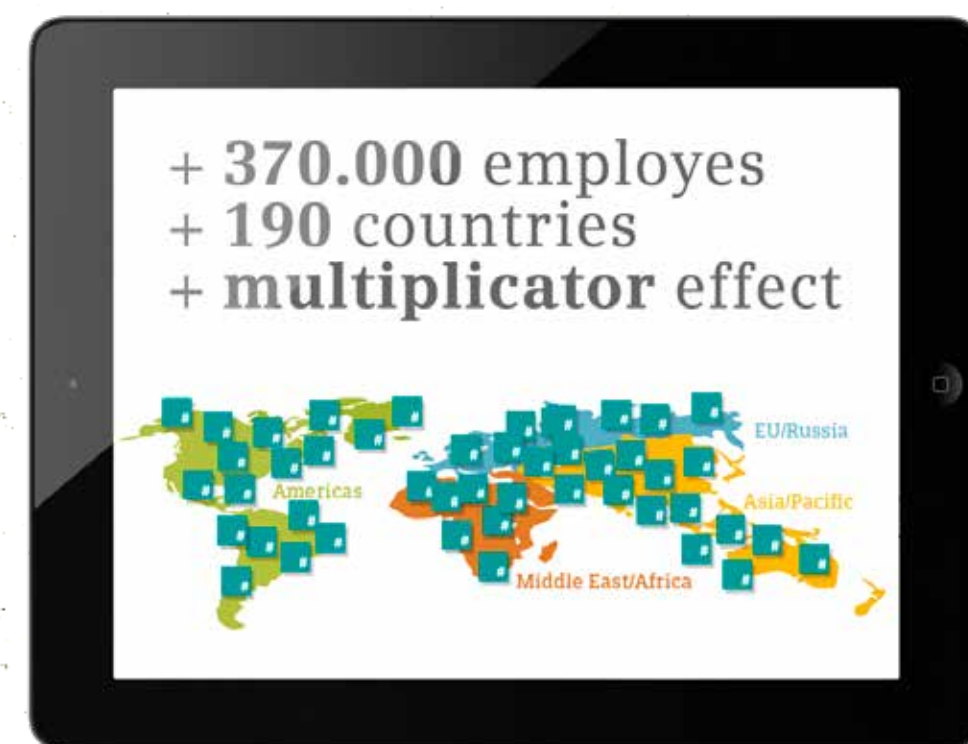 + 370.000 employes
+ 190 countries
+ multiplicator effect
EU/Russia
Americas
Asia/Pacific
Middle East/Africa